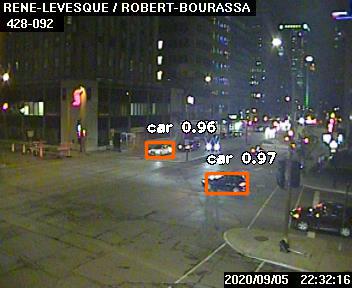 RENE-LEVESQUE / ROBERT-BOURASSA
428-092
car 0.96
car 0.97
2020/09/05 22:32:16